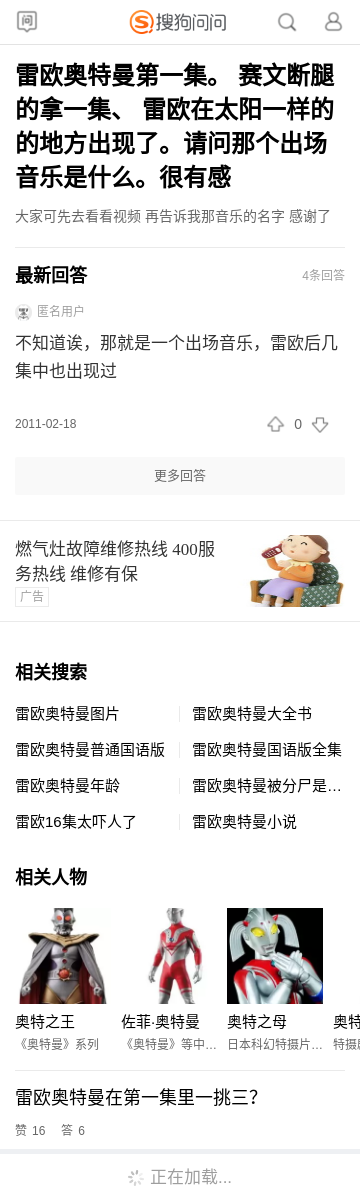 问
搜狗问问
雷欧奥特曼第一集。 赛文断腿
的拿一集、 雷欧在太阳一样的
的地方出现了。请问那个出场
音乐是什么。很有感
大家可先去看看视频 再告诉我那音乐的名字 感谢了
最新回答
4条回答
匿名用户
不知道诶，那就是一个出场音乐，雷欧后几
集中也出现过
2011-02-18
0
更多回答
燃气灶故障维修热线 400服
务热线 维修有保
广告
相关搜索
雷欧奥特曼图片
雷欧奥特曼大全书
雷欧奥特曼普通国语版
雷欧奥特曼国语版全集
雷欧奥特曼年龄
雷欧奥特曼被分尸是…
雷欧16集太吓人了
雷欧奥特曼小说
相关人物
奥特之王
佐菲·奥特曼
奥特之母
奥特
《奥特曼》系列
《奥特曼》等中…
日本科幻特摄片…
特摄剧
雷欧奥特曼在第一集里一挑三？
赞 16
答 6
正在加载...